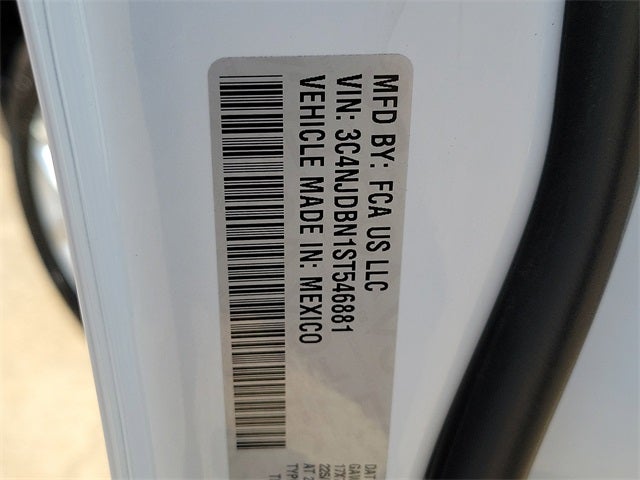 MFD BY: FCA US LLC
VIN: 3C4NJDBN1ST546881
VEHICLE MADE IN: MEXICO